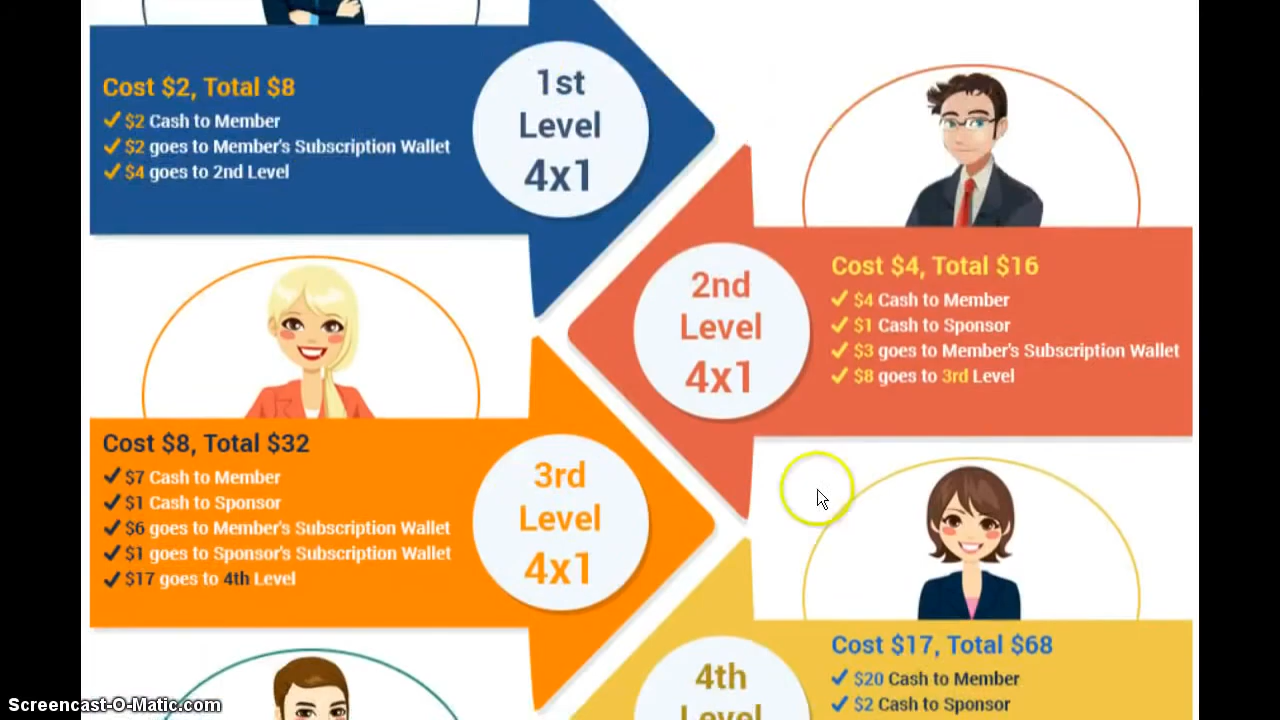 Cost $2, Total $8
$2 Cash to Member
$2 goes to Member's Subscription Wallet
$4 goes to 2nd Level
1st
Level
4x1
Cost $4, Total $16
$4 Cash to Member
$1 Cash to Sponsor
$3 goes to Member's Subscription Wallet
$8 goes to 3rd Level
2nd
Level
4x1
Cost $8, Total $32
$7 Cash to Member
$1 Cash to Sponsor
$6 goes to Member's Subscription Wallet
$1 goes to Sponsor's Subscription Wallet
$17 goes to 4th Level
3rd
Level
4x1
Cost $17, Total $68
$20 Cash to Member
$2 Cash to Sponsor
4th
Level
Screencast-O-Matic.com